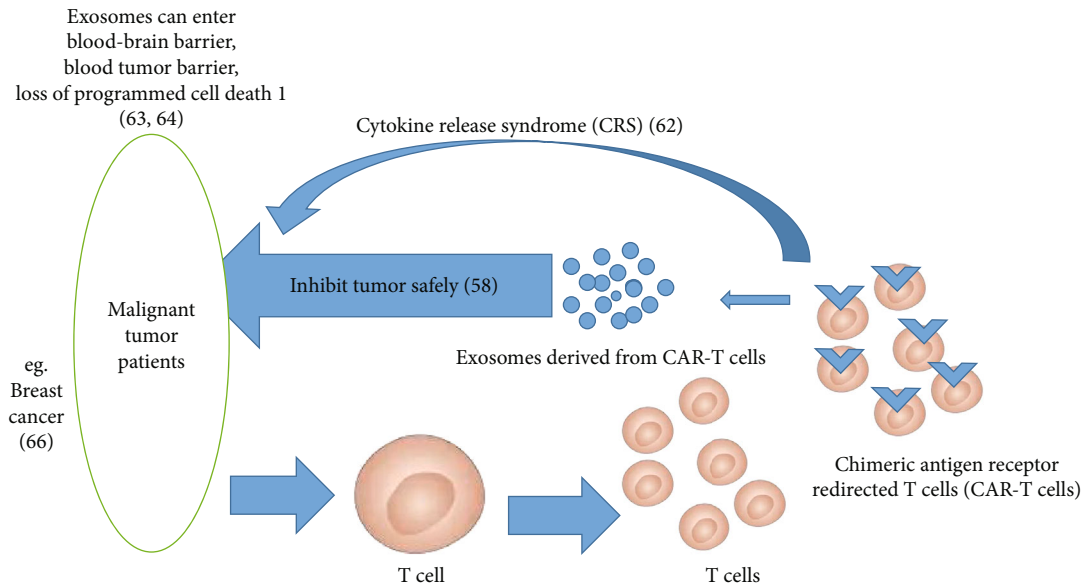 Exosomes can enter
blood-brain barrier,
blood tumor barrier,
loss of programmed cell death 1
(63, 64)
Cytokine release syndrome (CRS) (62)
Inhibit tumor safely (58)
Malignant
tumor
patients
Exosomes derived from CAR-T cells
eg.
Breast
cancer
(66)
Chimeric antigen receptor
redirected T cells (CAR-T cells)
T cell
T cells